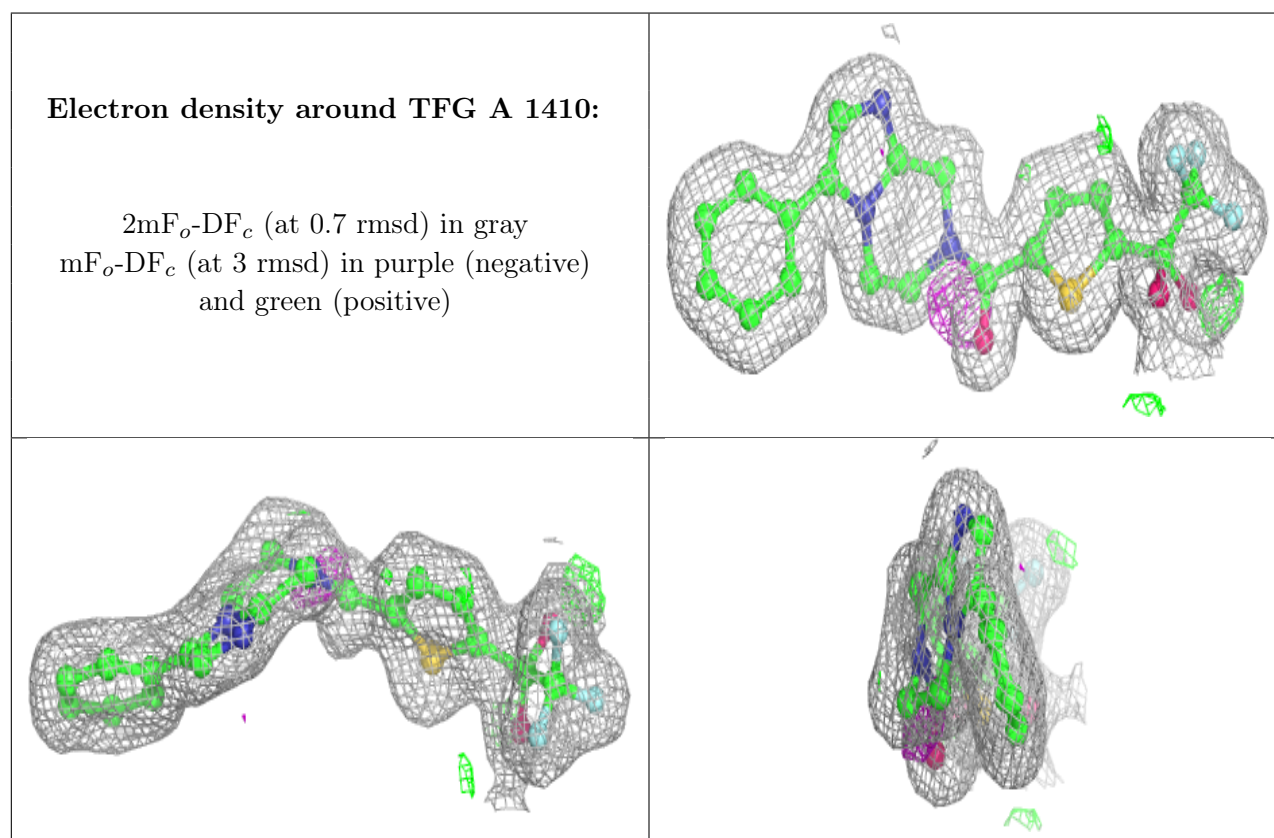 Electron density around TFG A 1410:
2mFₒ-DF𝒸 (at 0.7 rmsd) in gray
mFₒ-DF𝒸 (at 3 rmsd) in purple (negative)
and green (positive)